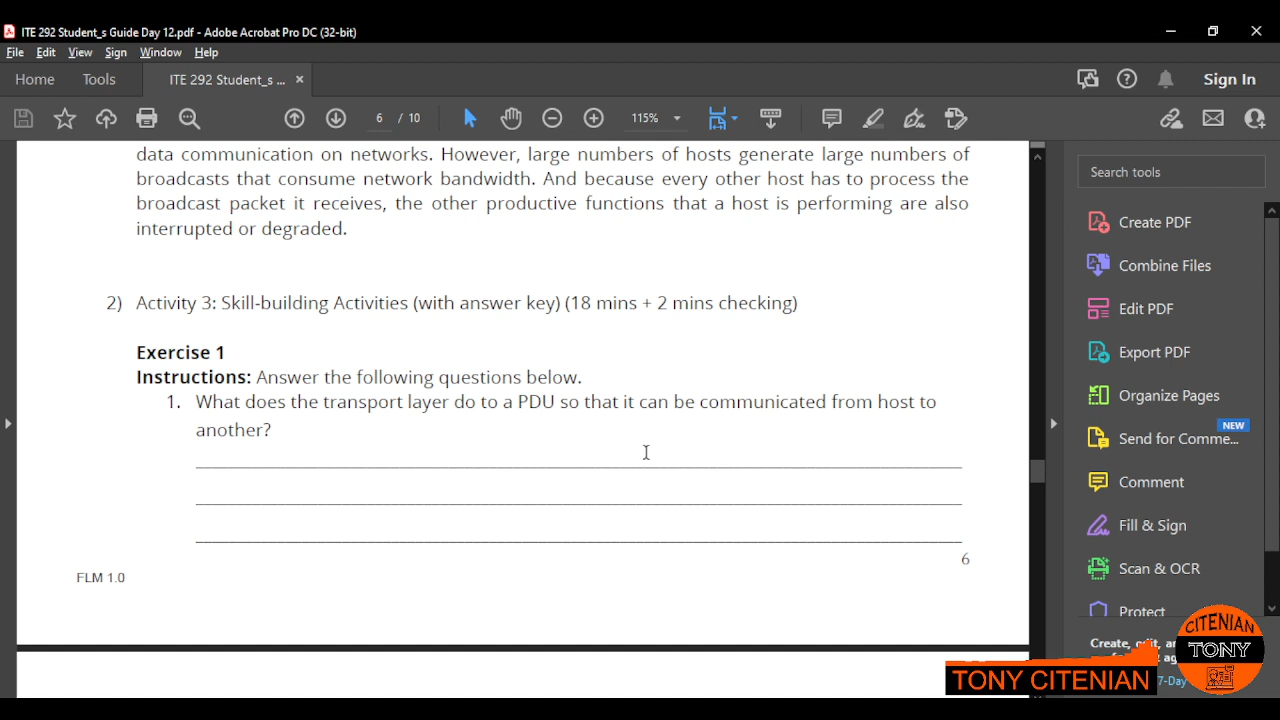 ITE 292 Student_s Guide Day 12.pdf - Adobe Acrobat Pro DC (32-bit)
File Edit View Sign Window Help
Home Tools ITE 292 Student_s ... × Sign In
6 / 10 115%
data communication on networks. However, large numbers of hosts generate large numbers of
broadcasts that consume network bandwidth. And because every other host has to process the
broadcast packet it receives, the other productive functions that a host is performing are also
interrupted or degraded.
2) Activity 3: Skill-building Activities (with answer key) (18 mins + 2 mins checking)
Exercise 1
Instructions: Answer the following questions below.
1. What does the transport layer do to a PDU so that it can be communicated from host to
another?
6
FLM 1.0
Search tools
Create PDF
Combine Files
Edit PDF
Export PDF
Organize Pages
NEW
Send for Comme...
Comment
Fill & Sign
Scan & OCR
Protect
Create,
7-Day
TONY CITENIAN
CITENIAN
TONY